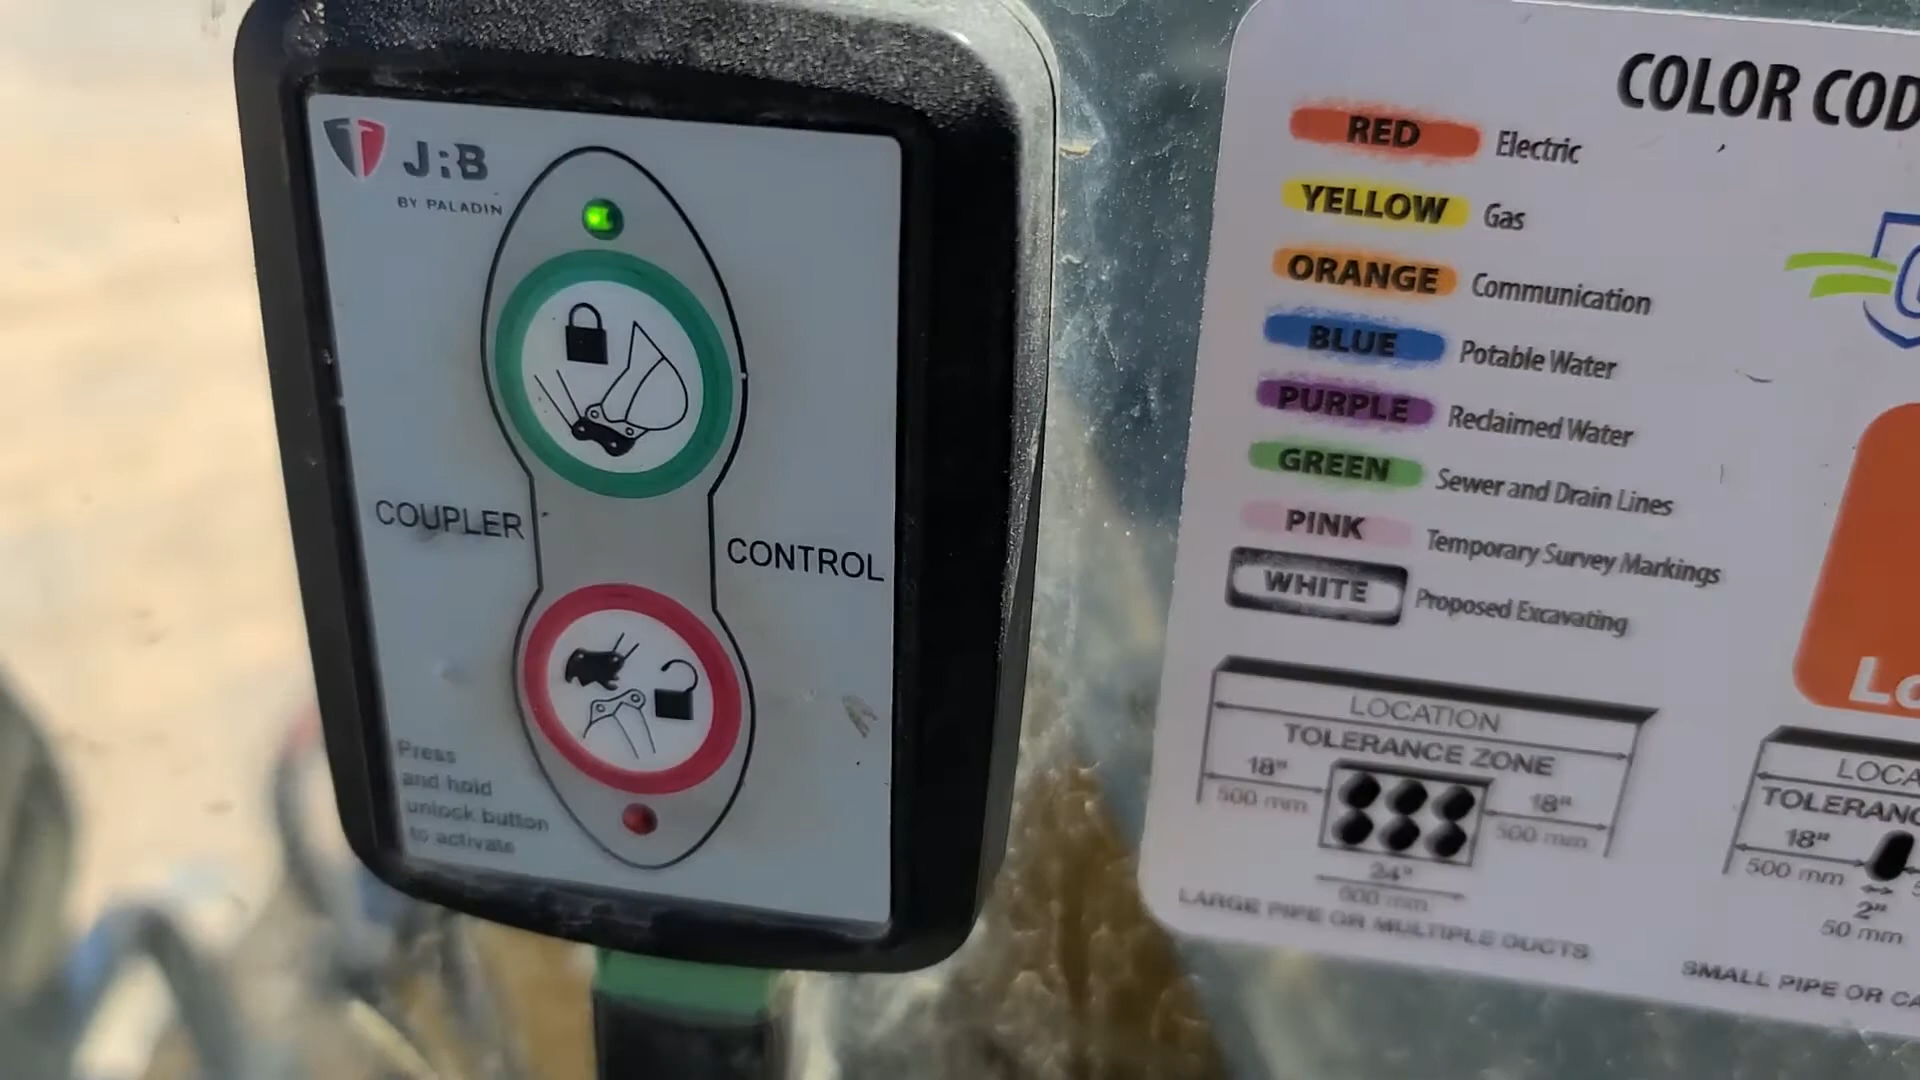 J:B
BY PALADIN
COUPLER
CONTROL
Press
and hold
unlock button
to activate
COLOR COD
RED Electric
YELLOW Gas
ORANGE Communication
BLUE Potable Water
PURPLE Reclaimed Water
GREEN Sewer and Drain Lines
PINK Temporary Survey Markings
WHITE Proposed Excavating
LOCATION
TOLERANCE ZONE
18"
500 mm
18"
500 mm
24"
600 mm
LARGE PIPE OR MULTIPLE DUCTS
Lo
LOCA
TOLERANC
18"
500 mm
2"
50 mm
SMALL PIPE OR CA